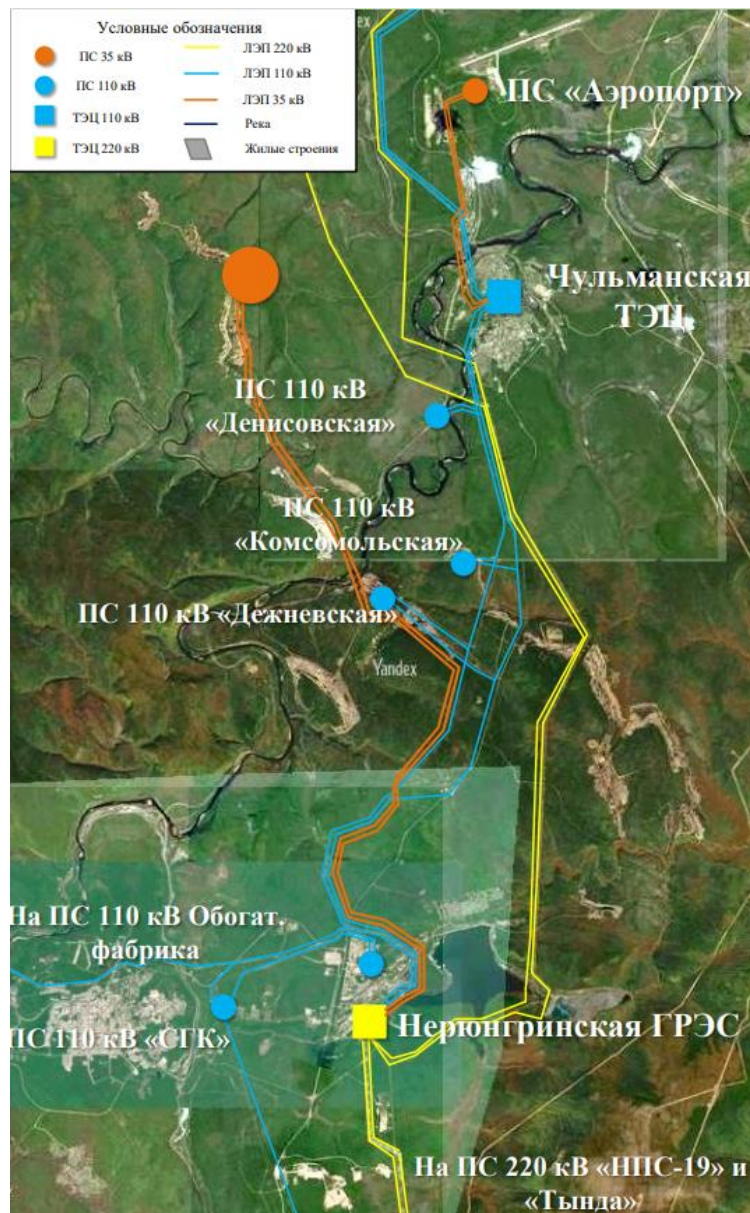 Условные обозначения
ПС 35 кВ
ЛЭП 220 кВ
ПС 110 кВ
ЛЭП 110 кВ
ТЭЦ 110 кВ
ЛЭП 35 кВ
Река
ТЭЦ 220 кВ
Жилые строения
ex
ПС «Аэропорт»
Чульманская
ТЭЦ
ПС 110 кВ
«Денисовская»
ПС 110 кВ
«Комсомольская»
ПС 110 кВ «Дежневская»
Yandex
На ПС 110 кВ Обогат.
фабрика
ПС 110 кВ «СГК»
Нерюнгринская ГРЭС
На ПС 220 кВ «НПС-19» и
«Тында»